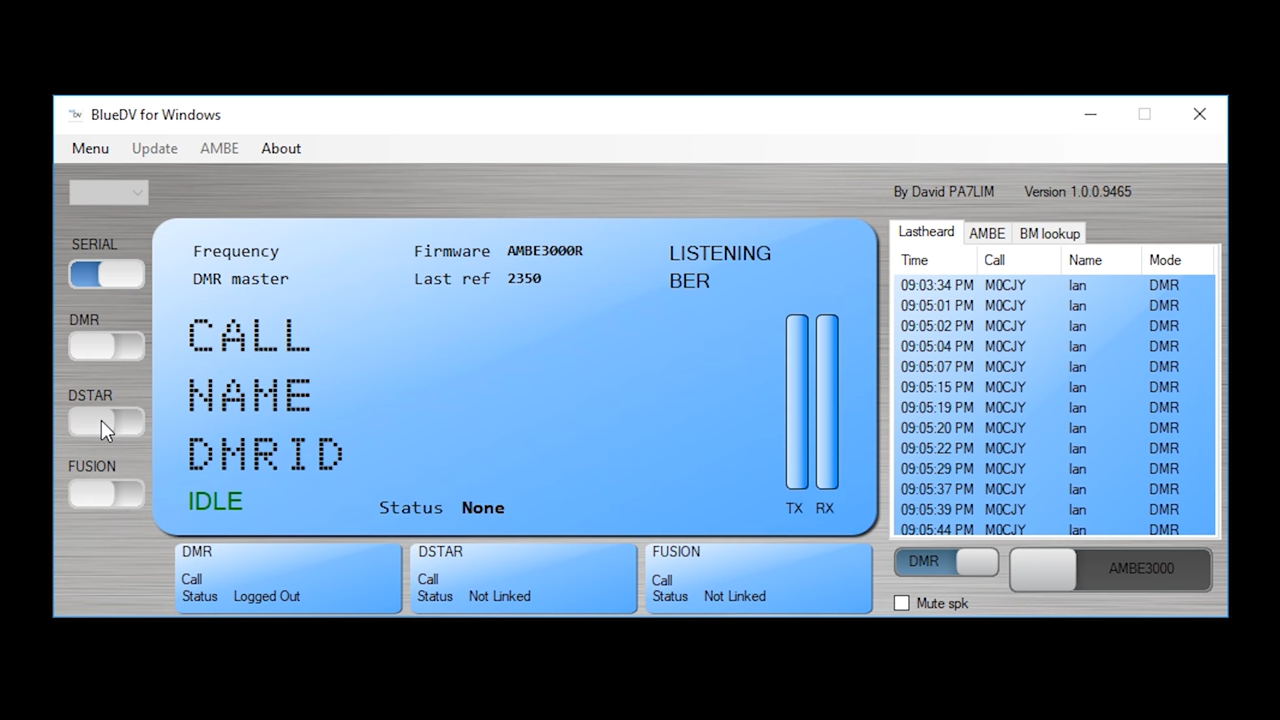 BlueDV for Windows
Menu Update AMBE About
By David PA7LIM Version 1.0.0.9465
SERIAL
DMR
DSTAR
FUSION
Frequency Firmware AMBE3000R LISTENING
DMR master Last ref 2350 BER
CALL
NAME
DMRID
IDLE Status None TX RX
Lastheard AMBE BM lookup
Time Call Name Mode
09:03:34 PM M0CJY Ian DMR
09:05:01 PM M0CJY Ian DMR
09:05:02 PM M0CJY Ian DMR
09:05:04 PM M0CJY Ian DMR
09:05:07 PM M0CJY Ian DMR
09:05:15 PM M0CJY Ian DMR
09:05:19 PM M0CJY Ian DMR
09:05:20 PM M0CJY Ian DMR
09:05:22 PM M0CJY Ian DMR
09:05:29 PM M0CJY Ian DMR
09:05:37 PM M0CJY Ian DMR
09:05:39 PM M0CJY Ian DMR
09:05:44 PM M0CJY Ian DMR
DMR
Call
Status Logged Out
DSTAR
Call
Status Not Linked
FUSION
Call
Status Not Linked
DMR AMBE3000
Mute spk